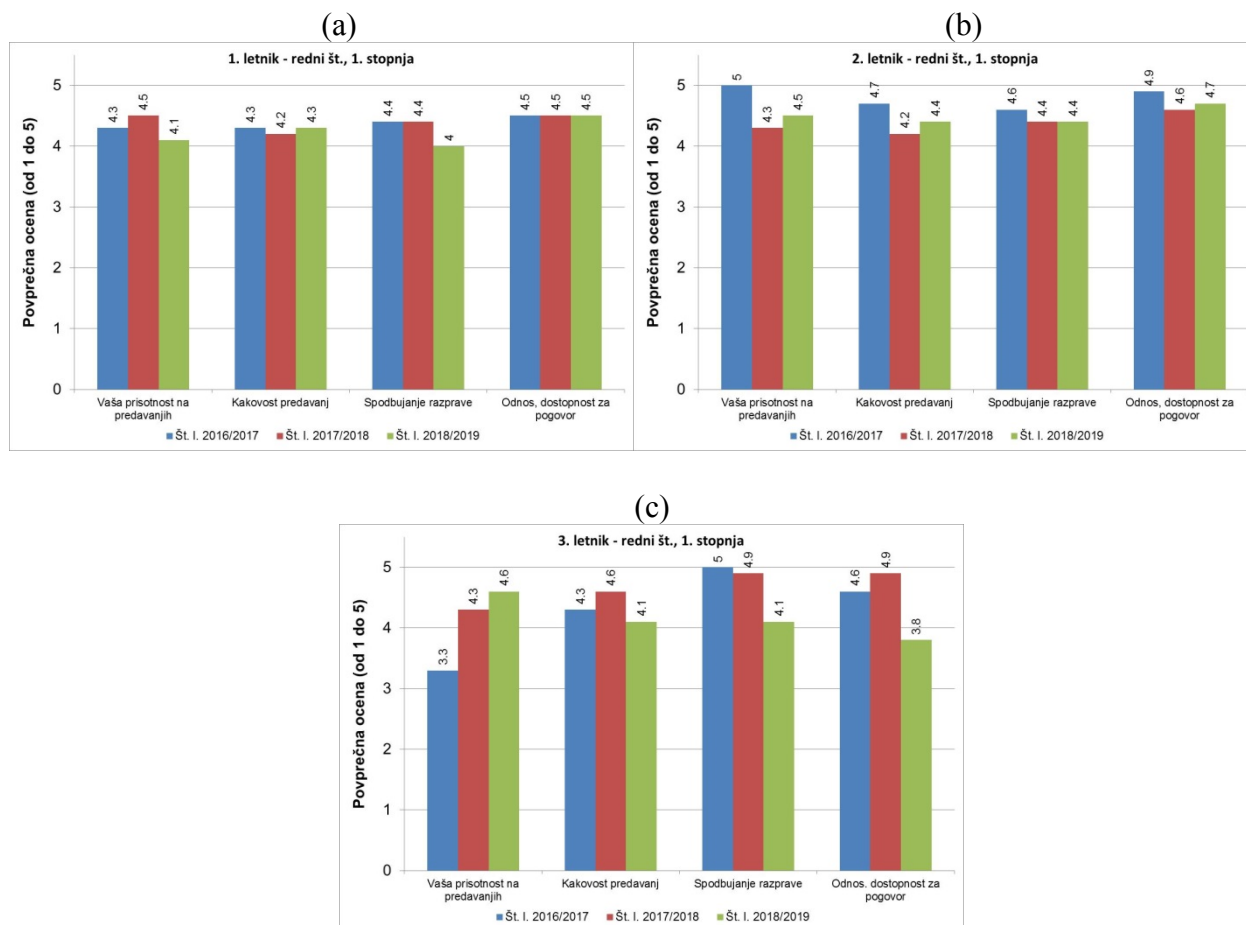 (a)
1. letnik - redni št., 1. stopnja
Povprečna ocena (od 1 do 5)
5
4
3
2
1
0
4.3 4.5 4.1
4.3 4.2 4.3
4.4 4.4 4
4.5 4.5 4.5
Vaša prisotnost na
predavanjih
Kakovost predavanj
Spodbujanje razprave
Odnos, dostopnost za
pogovor
Št. l. 2016/2017 Št. l. 2017/2018 Št. l. 2018/2019
(b)
2. letnik - redni št., 1. stopnja
Povprečna ocena (od 1 do 5)
5
4
3
2
1
0
5 4.3 4.5
4.7 4.2 4.4
4.6 4.4 4.4
4.9 4.6 4.7
Vaša prisotnost na
predavanjih
Kakovost predavanj
Spodbujanje razprave
Odnos, dostopnost za
pogovor
Št. l. 2016/2017 Št. l. 2017/2018 Št. l. 2018/2019
(c)
3. letnik - redni št., 1. stopnja
Povprečna ocena (od 1 do 5)
5
4
3
2
1
0
3.3 4.3 4.6
4.3 4.6 4.1
5 4.9 4.1
4.6 4.9 3.8
Vaša prisotnost na
predavanjih
Kakovost predavanj
Spodbujanje razprave
Odnos. dostopnost za
pogovor
Št. l. 2016/2017 Št. l. 2017/2018 Št. l. 2018/2019